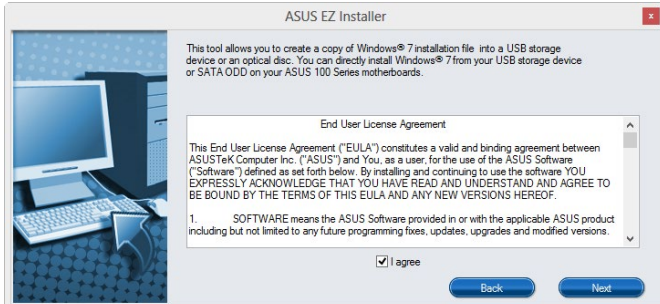 ASUS EZ Installer
x
This tool allows you to create a copy of Windows® 7 installation file into a USB storage
device or an optical disc. You can directly install Windows® 7 from your USB storage device
or SATA ODD on your ASUS 100 Series motherboards.
End User License Agreement
This End User License Agreement ("EULA") constitutes a valid and binding agreement between
ASUSTeK Computer Inc. ("ASUS") and You, as a user, for the use of the ASUS Software
("Software") defined as set forth below. By installing and continuing to use the software YOU
EXPRESSLY ACKNOWLEDGE THAT YOU HAVE READ AND UNDERSTAND AND AGREE TO
BE BOUND BY THE TERMS OF THIS EULA AND ANY NEW VERSIONS HEREOF.
1. SOFTWARE means the ASUS Software provided in or with the applicable ASUS product
including but not limited to any future programming fixes, updates, upgrades and modified versions.
I agree
Back Next